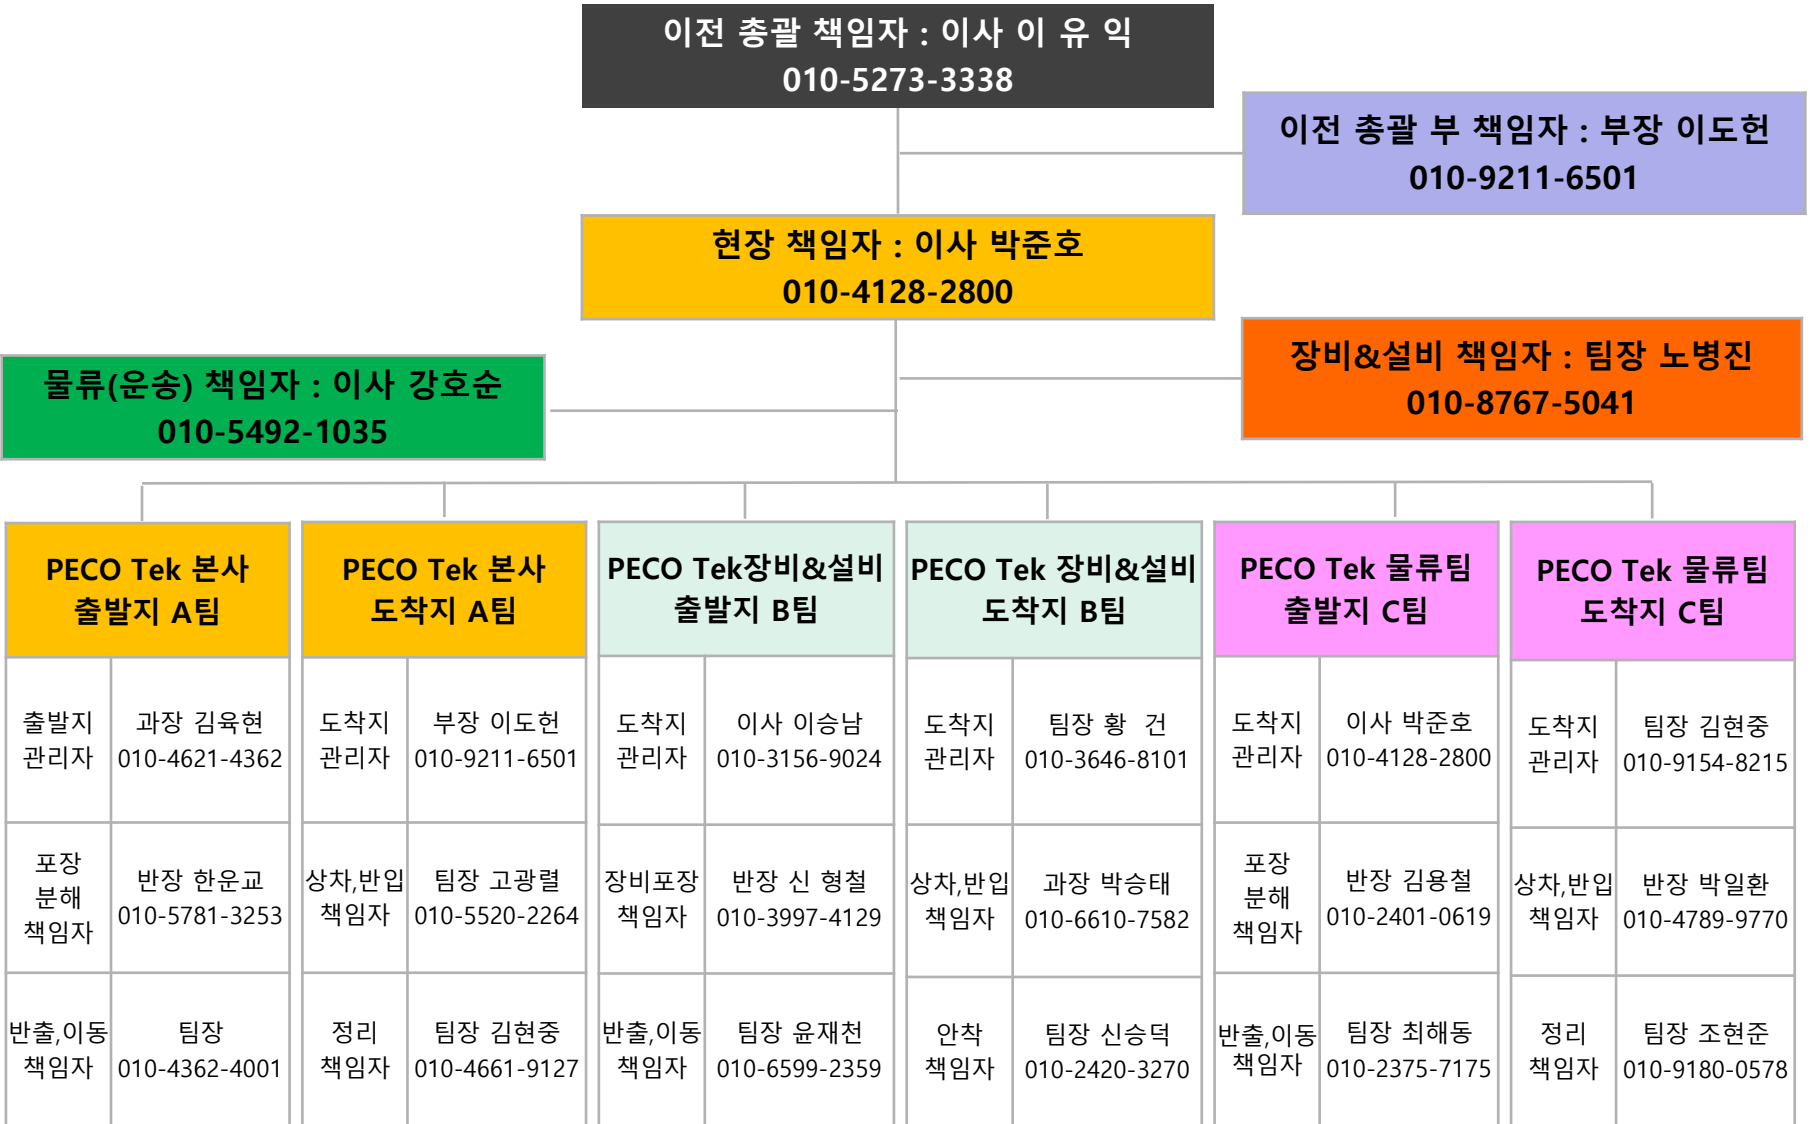 이전 총괄 책임자 : 이사 이 유 익
010-5273-3338
이전 총괄 부 책임자 : 부장 이도헌
010-9211-6501
현장 책임자 : 이사 박준호
010-4128-2800
장비&설비 책임자 : 팀장 노병진
010-8767-5041
물류(운송) 책임자 : 이사 강호순
010-5492-1035
PECO Tek 본사
출발지 A팀
출발지
관리자
과장 김육현
010-4621-4362
포장
분해
책임자
반장 한운교
010-5781-3253
반출,이동
책임자
팀장
010-4362-4001
PECO Tek 본사
도착지 A팀
도착지
관리자
부장 이도헌
010-9211-6501
상차,반입
책임자
팀장 고광렬
010-5520-2264
정리
책임자
팀장 김현중
010-4661-9127
PECO Tek장비&설비
출발지 B팀
도착지
관리자
이사 이승남
010-3156-9024
장비포장
책임자
반장 신 형철
010-3997-4129
반출,이동
책임자
팀장 윤재천
010-6599-2359
PECO Tek 장비&설비
도착지 B팀
도착지
관리자
팀장 황 건
010-3646-8101
상차,반입
책임자
과장 박승태
010-6610-7582
안착
책임자
팀장 신승덕
010-2420-3270
PECO Tek 물류팀
출발지 C팀
도착지
관리자
이사 박준호
010-4128-2800
포장
분해
책임자
반장 김용철
010-2401-0619
반출,이동
책임자
팀장 최해동
010-2375-7175
PECO Tek 물류팀
도착지 C팀
도착지
관리자
팀장 김현중
010-9154-8215
상차,반입
책임자
반장 박일환
010-4789-9770
정리
책임자
팀장 조현준
010-9180-0578